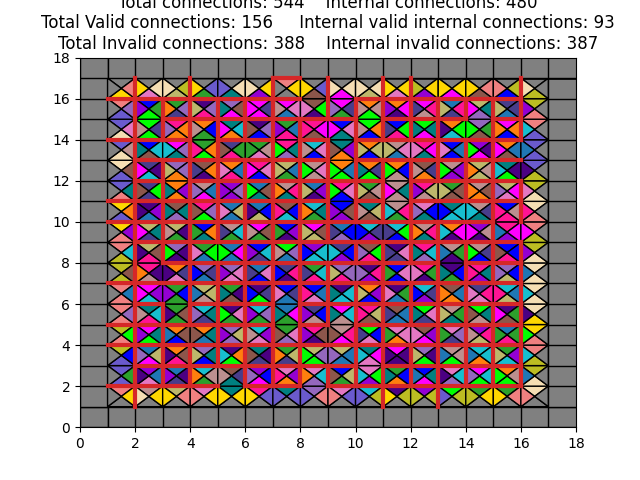 Total connections: 544    Internal connections: 480
Total Valid connections: 156    Internal valid internal connections: 93
Total Invalid connections: 388    Internal invalid connections: 387
18
16
14
12
10
8
6
4
2
0
0 2 4 6 8 10 12 14 16 18